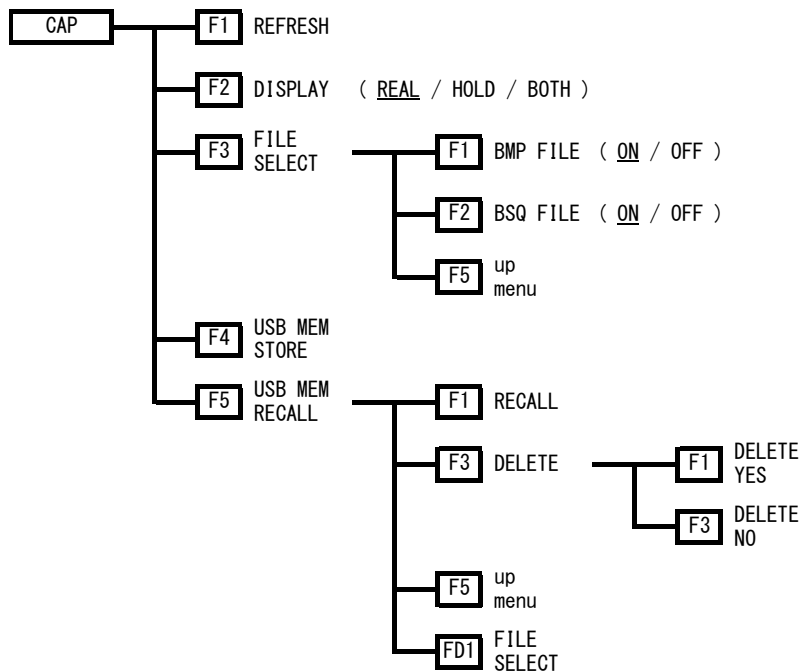 CAP
F1 REFRESH
F2 DISPLAY ( REAL / HOLD / BOTH )
F3 FILE
SELECT
F1 BMP FILE ( ON / OFF )
F2 BSQ FILE ( ON / OFF )
F5 up
menu
F4 USB MEM
STORE
F5 USB MEM
RECALL
F1 RECALL
F3 DELETE
F1 DELETE
YES
F3 DELETE
NO
F5 up
menu
FD1 FILE
SELECT